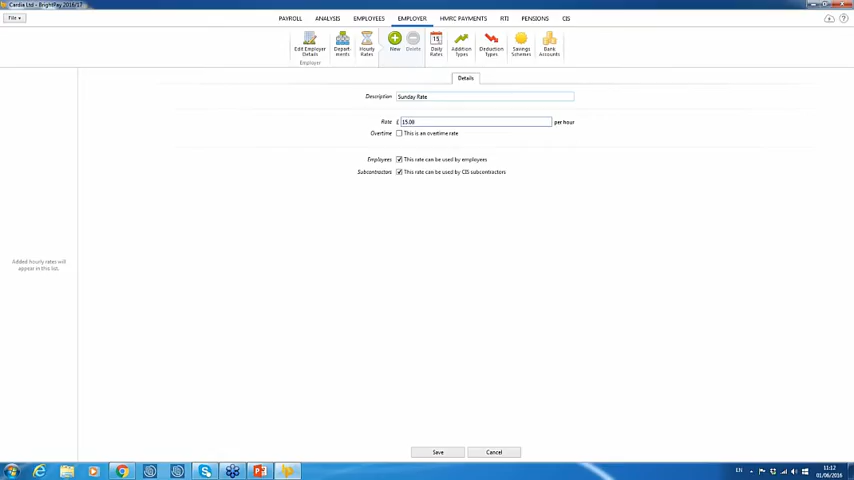 Cardia Ltd - BrightPay 2016/17
File
PAYROLL ANALYSIS EMPLOYEES EMPLOYER HMRC PAYMENTS RTI PENSIONS CIS
Edit Employer Details
Depart-ments
Hourly Rates
New
Delete
15
Daily Rates
Addition Types
Deduction Types
Savings Schemes
Bank Accounts
Employer
Details
Description Sunday Rate
Rate £ 15.00 per hour
Overtime This is an overtime rate
Employees This rate can be used by employees
Subcontractors This rate can be used by CIS subcontractors
Added hourly rates will
appear in this list.
Save Cancel
EN
11:12
01/06/2016